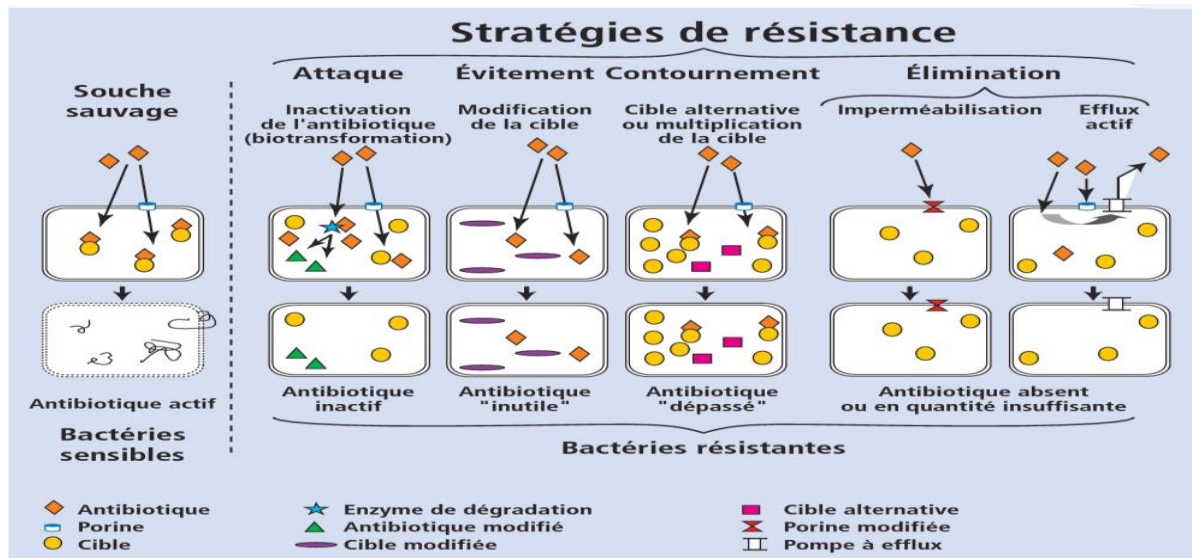 Stratégies de résistance
Souche
sauvage
Attaque
Inactivation
de l'antibiotique
(biotransformation)
Évitement
Modification
de la cible
Contournement
Cible alternative
ou multiplication
de la cible
Élimination
Imperméabilisation
Efflux
actif
Antibiotique actif
Bactéries
sensibles
Antibiotique
inactif
Antibiotique
"inutile"
Antibiotique
"dépassé"
Antibiotique absent
ou en quantité insuffisante
Bactéries résistantes
Antibiotique
Porine
Cible
Enzyme de dégradation
Antibiotique modifié
Cible modifiée
Cible alternative
Porine modifiée
Pompe à efflux